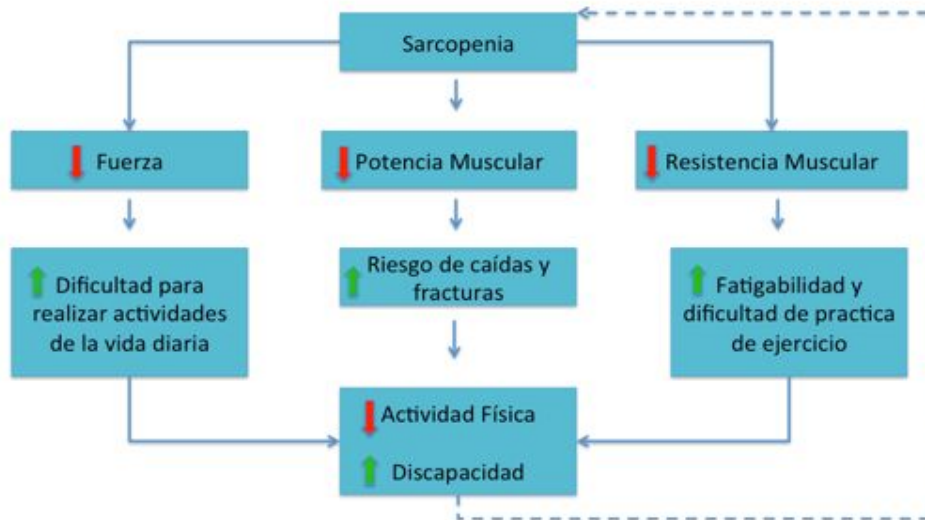 Sarcopenia
Fuerza
Potencia Muscular
Resistencia Muscular
Dificultad para
realizar actividades
de la vida diaria
Riesgo de caídas y
fracturas
Fatigabilidad y
dificultad de practica
de ejercicio
Actividad Física
Discapacidad